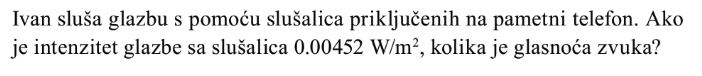 Ivan sluša glazbu s pomoću slušalica priključenih na pametni telefon. Ako
je intenzitet glazbe sa slušalica 0.00452 W/m², kolika je glasnoća zvuka?